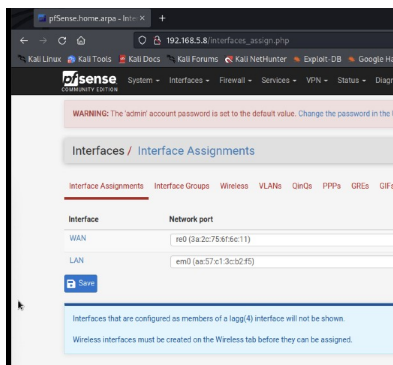 pfSense.home.arpa - Inter
192.168.5.8/interfaces_assign.php
Kali Linux Kali Tools Kali Docs Kali Forums Kali NetHunter Exploit-DB Google Ha
pfsense System Interfaces Firewall Services VPN Status Diagn
COMMUNITY EDITION
WARNING: The 'admin' account password is set to the default value. Change the password in the
Interfaces / Interface Assignments
Interface Assignments Interface Groups Wireless VLANs QinQs PPPs GREs GIFs
Interface Network port
WAN re0 (3a:2c:75:6f:6c:11)
LAN em0 (aa:57:c1:3c:b2:f5)
Save
Interfaces that are configured as members of a lagg(4) interface will not be shown.
Wireless interfaces must be created on the Wireless tab before they can be assigned.